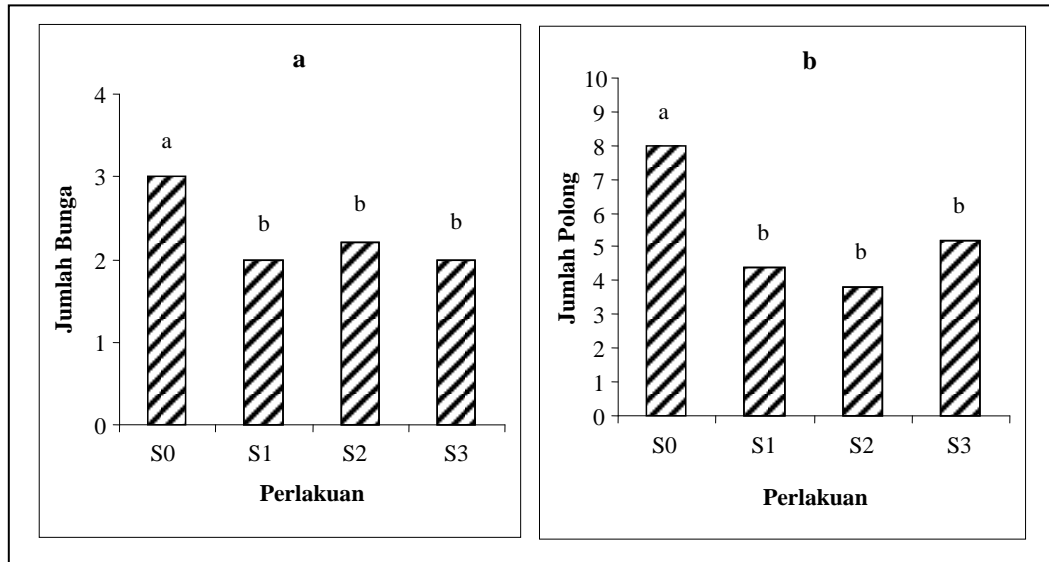 a
Jumlah Bunga
4
3
2
1
0
a
b
b
b
S0 S1 S2 S3
Perlakuan
b
Jumlah Polong
10
9
8
7
6
5
4
3
2
1
0
a
b
b
b
S0 S1 S2 S3
Perlakuan